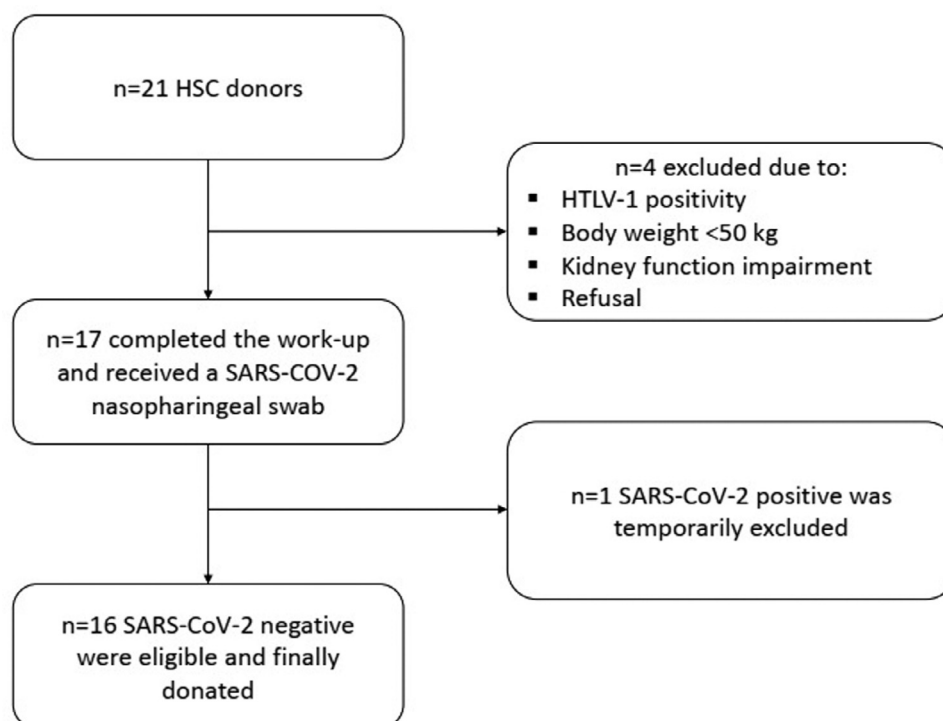 n=21 HSC donors
n=4 excluded due to:
▪ HTLV-1 positivity
▪ Body weight <50 kg
▪ Kidney function impairment
▪ Refusal
n=17 completed the work-up
and received a SARS-COV-2
nasopharingeal swab
n=1 SARS-CoV-2 positive was
temporarily excluded
n=16 SARS-CoV-2 negative
were eligible and finally
donated